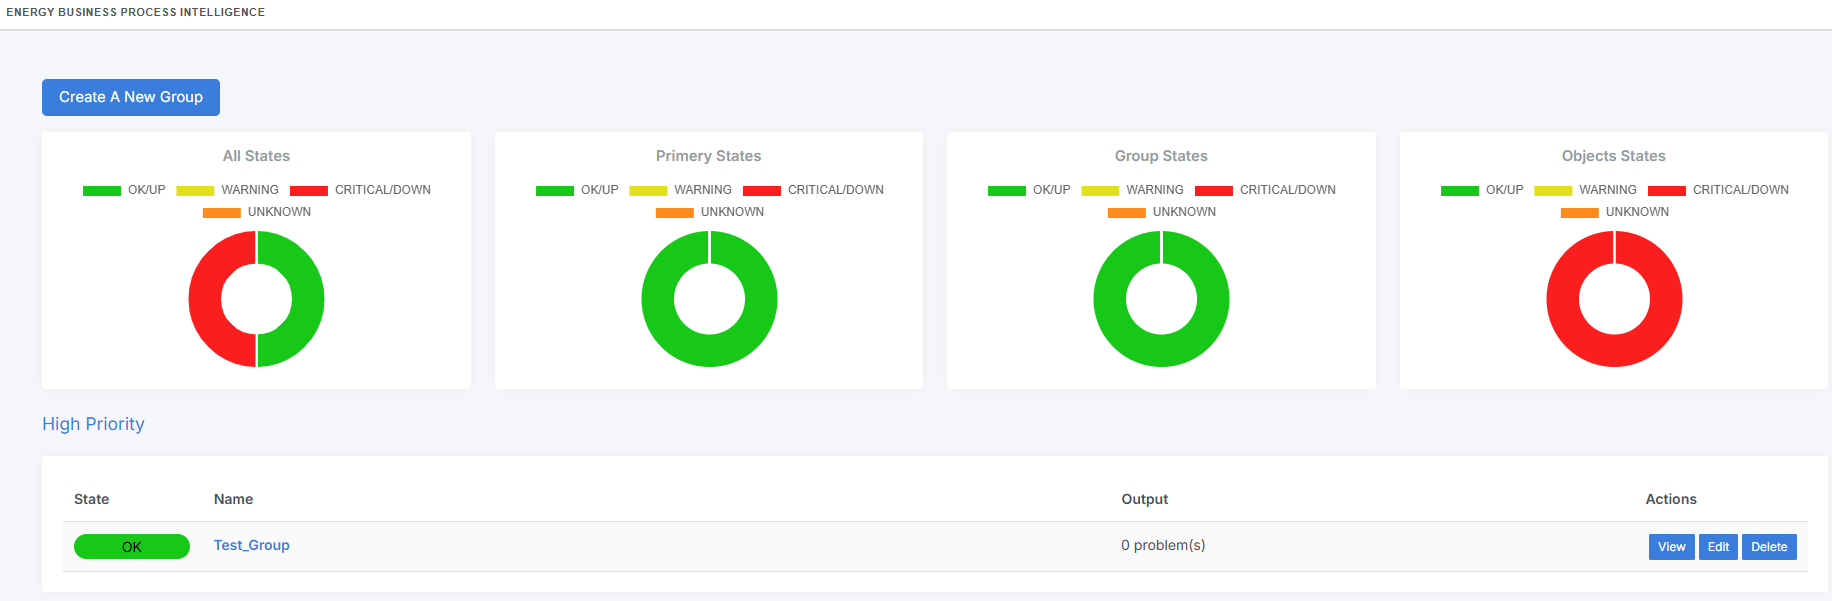 ENERGY BUSINESS PROCESS INTELLIGENCE
Create A New Group
All States
OK/UP WARNING CRITICAL/DOWN
UNKNOWN
Primery States
OK/UP WARNING CRITICAL/DOWN
UNKNOWN
Group States
OK/UP WARNING CRITICAL/DOWN
UNKNOWN
Objects States
OK/UP WARNING CRITICAL/DOWN
UNKNOWN
High Priority
State Name Output Actions
OK Test_Group 0 problem(s) View Edit Delete